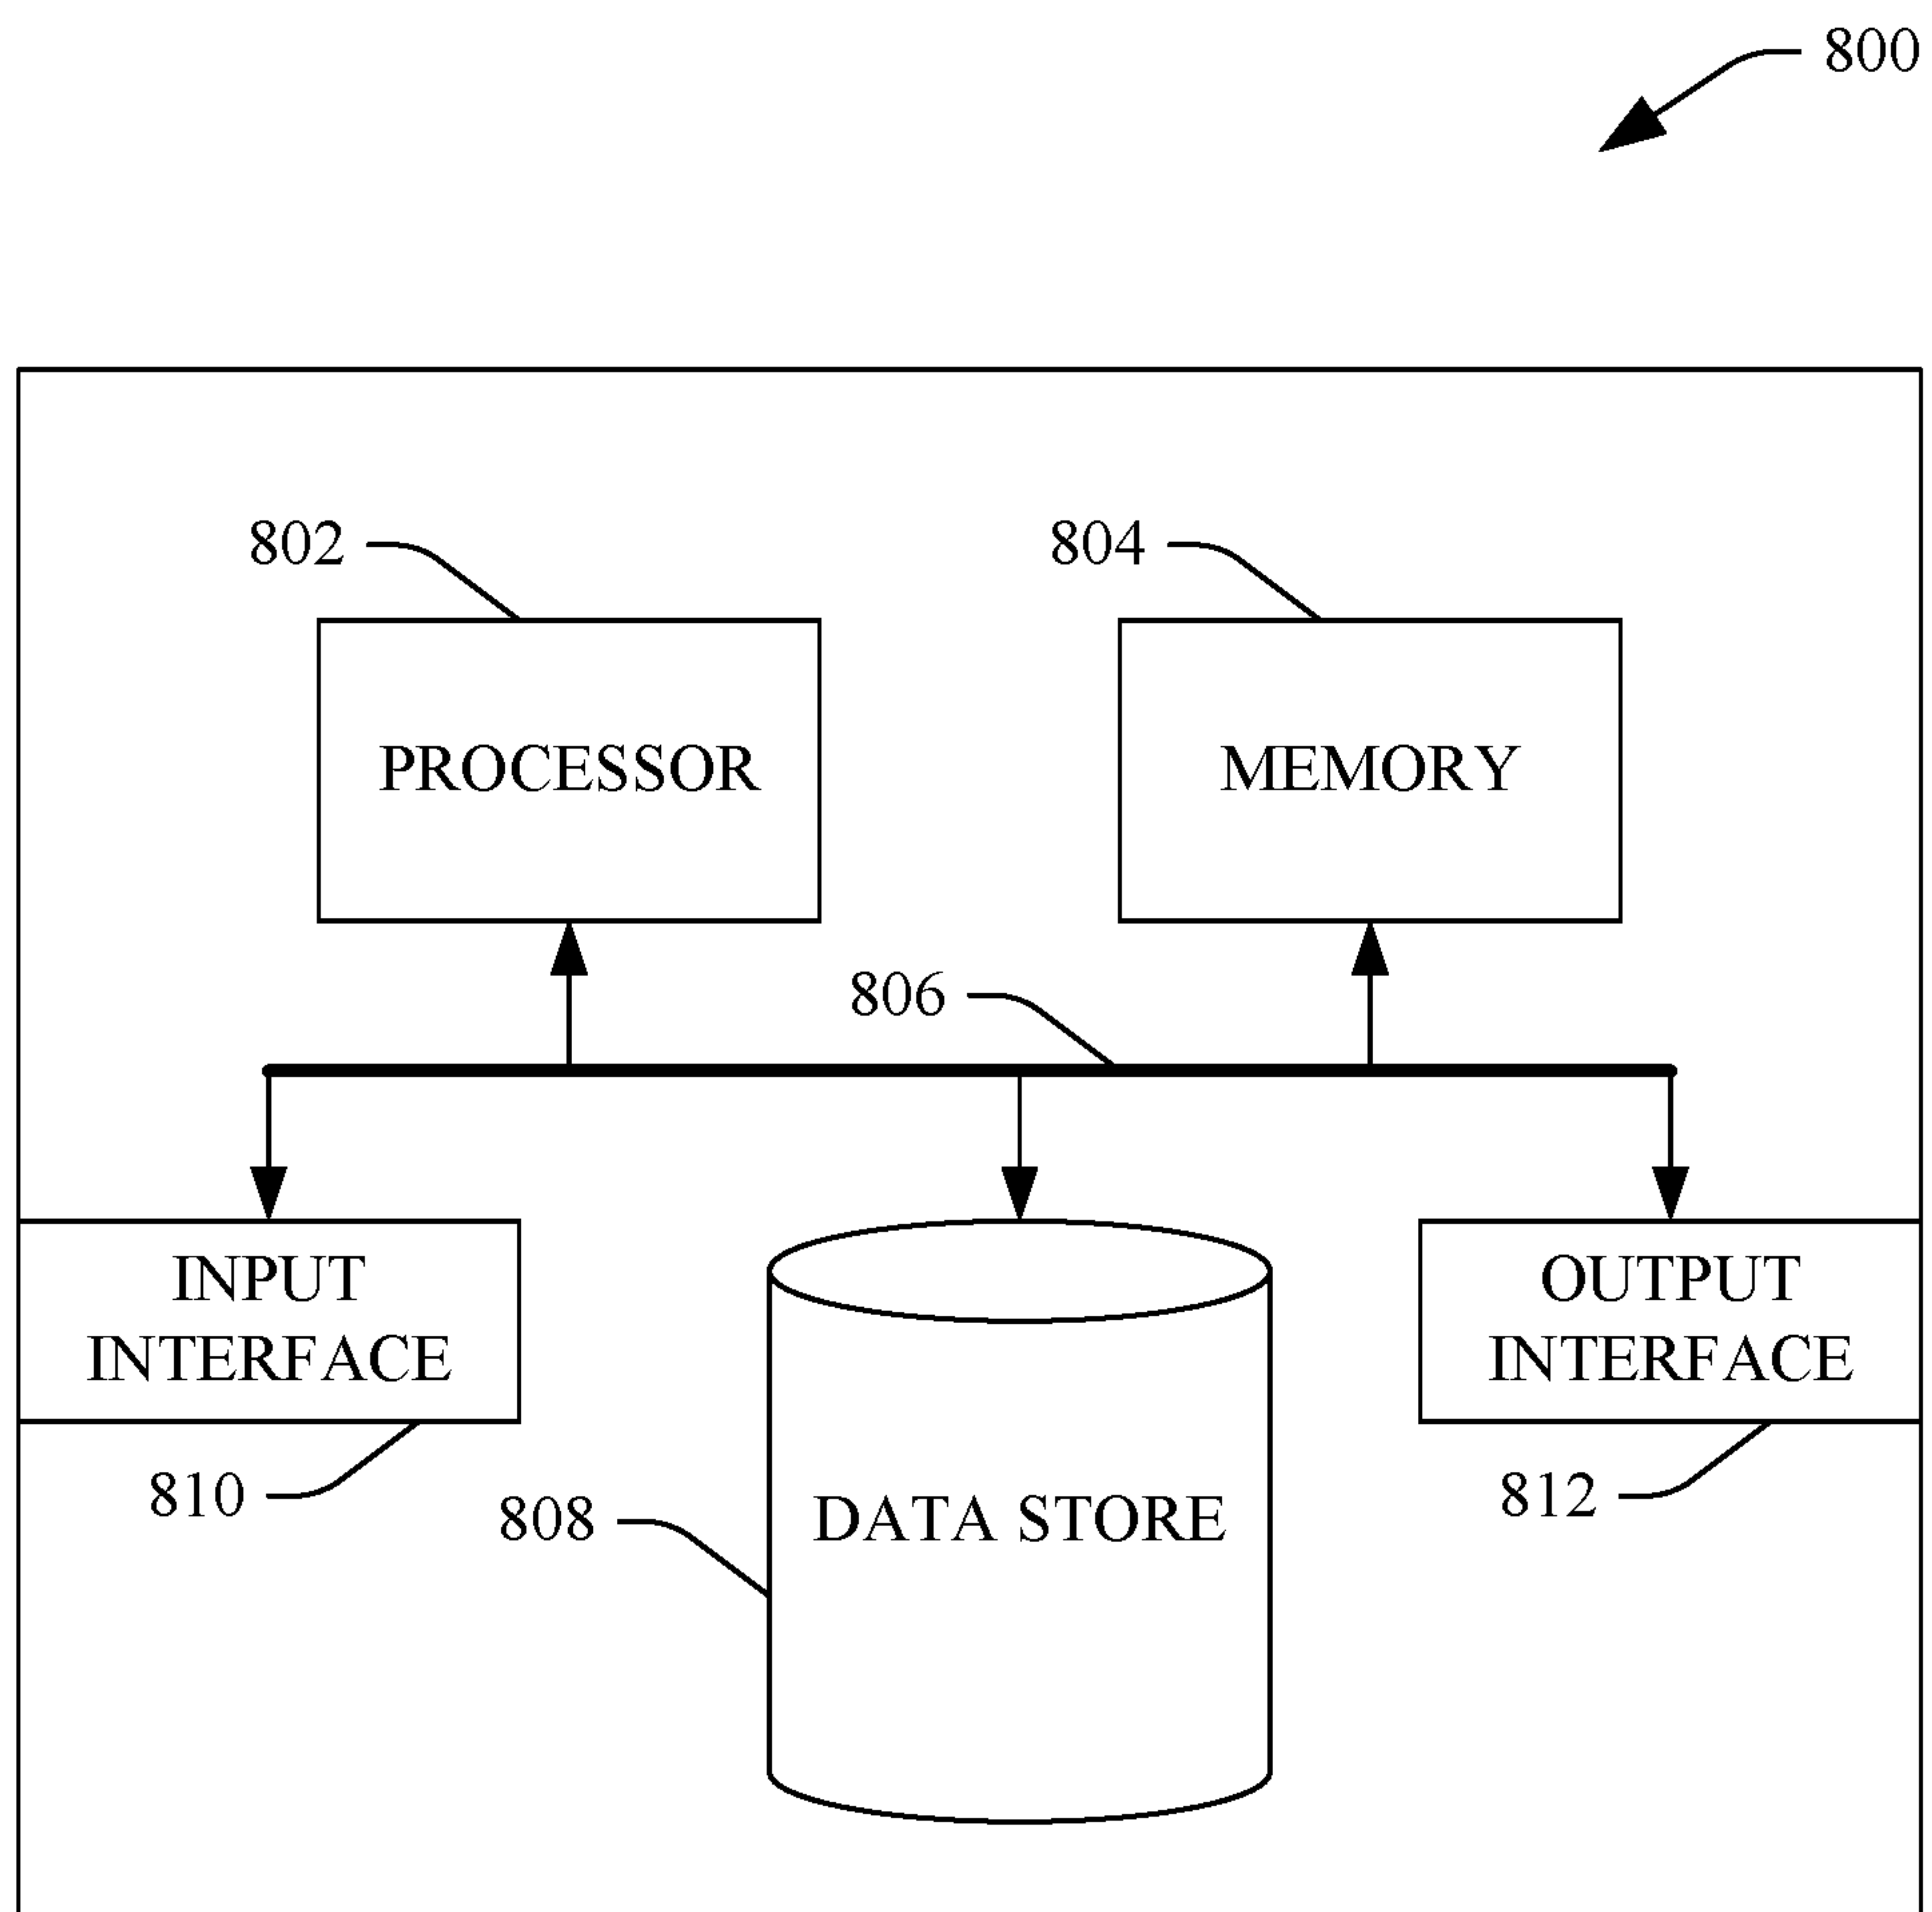 800
802
804
PROCESSOR
MEMORY
806
INPUT
INTERFACE
OUTPUT
INTERFACE
810
808
DATA STORE
812